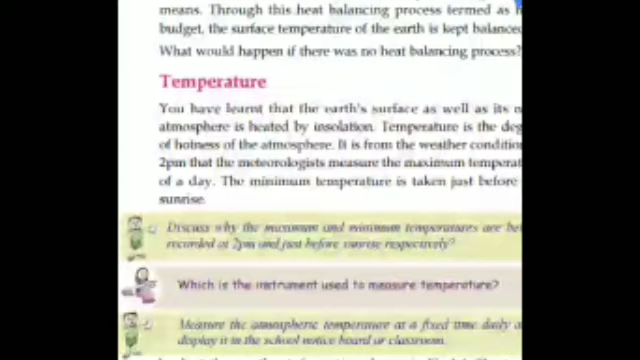 means. Through this heat balancing process termed as
budget, the surface temperature of the earth is kept balanced
What would happen if there was no heat balancing process?
Temperature
You have learnt that the earth's surface as well as its
atmosphere is heated by insolation. Temperature is the deg
of hotness of the atmosphere. It is from the weather condition
2pm that the meteorologists measure the maximum temperat
of a day. The minimum temperature is taken just before
sunrise.
Discuss why the maximum and minimum temperatures are bei
recorded at 2pm and just before sunrise respectively?
Which is the instrument used to measure temperature?
Measure the atmospheric temperature at a fixed time daily a
display it in the school notice board or classroom.